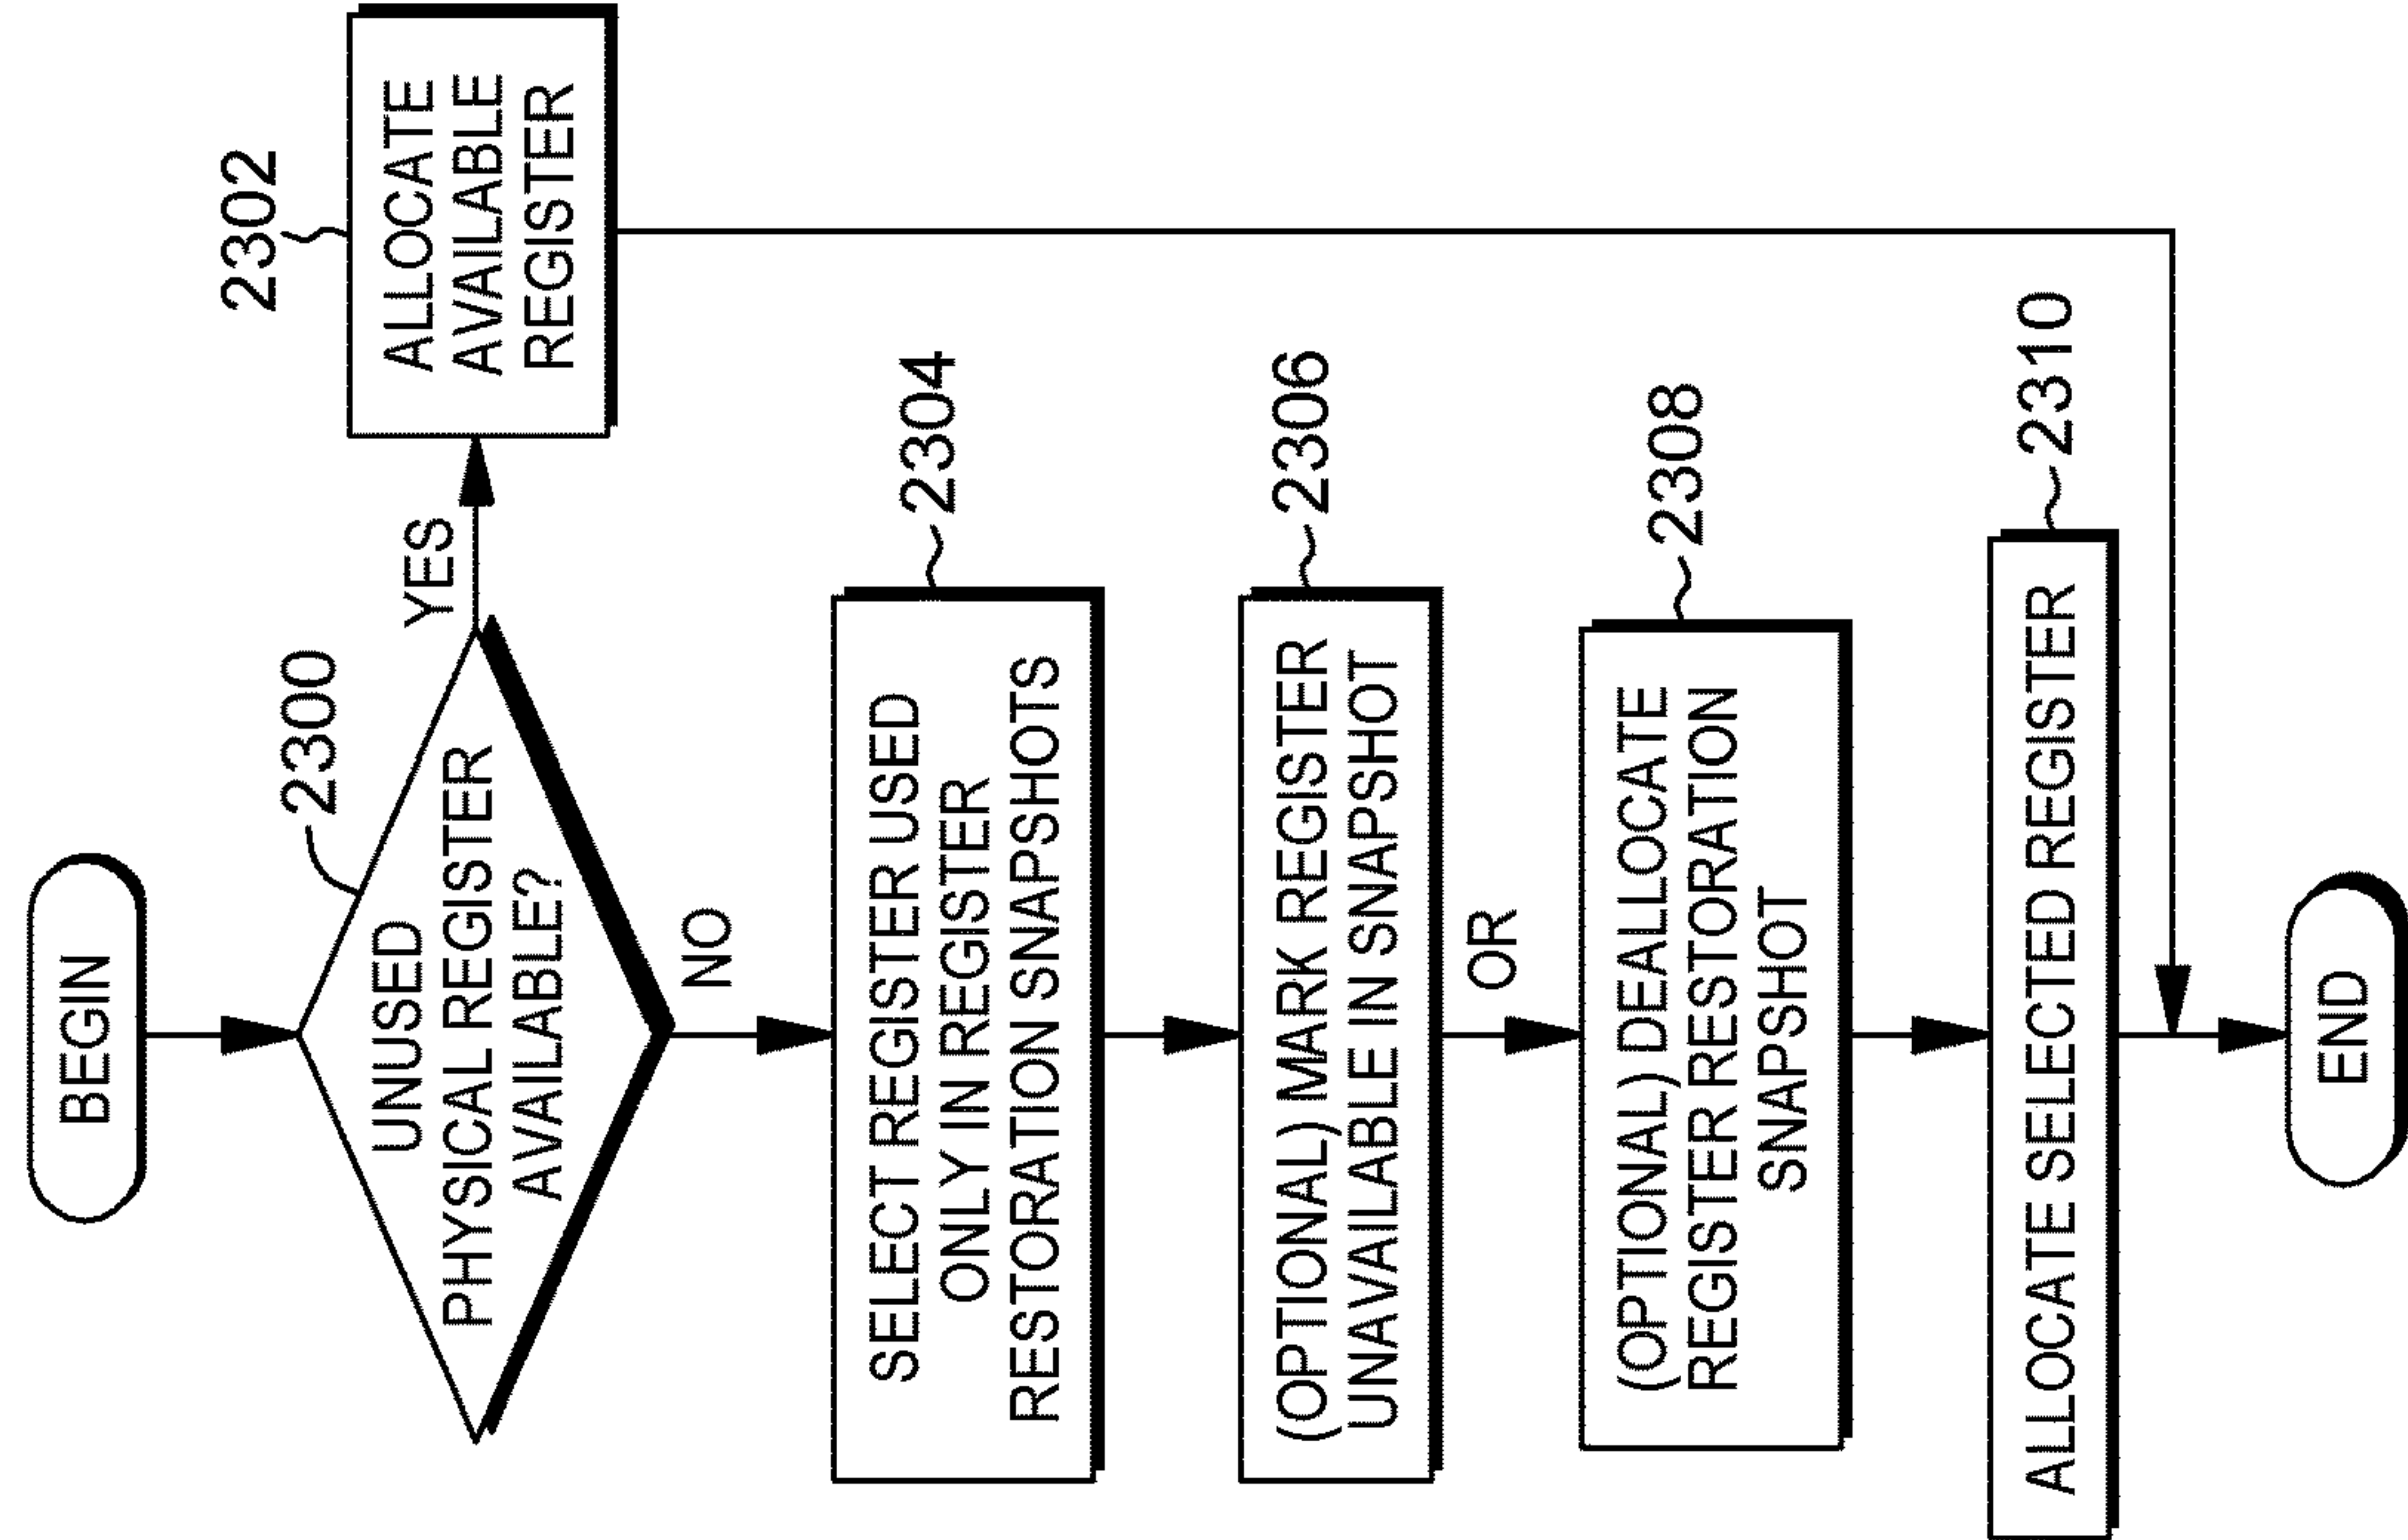 BEGIN
2300
UNUSED
PHYSICAL REGISTER
AVAILABLE?
YES
2302
ALLOCATE
AVAILABLE
REGISTER
NO
2304
SELECT REGISTER USED
ONLY IN REGISTER
RESTORATION SNAPSHOTS
2306
(OPTIONAL) MARK REGISTER
UNAVAILABLE IN SNAPSHOT
OR
2308
(OPTIONAL) DEALLOCATE
REGISTER RESTORATION
SNAPSHOT
2310
ALLOCATE SELECTED REGISTER
END